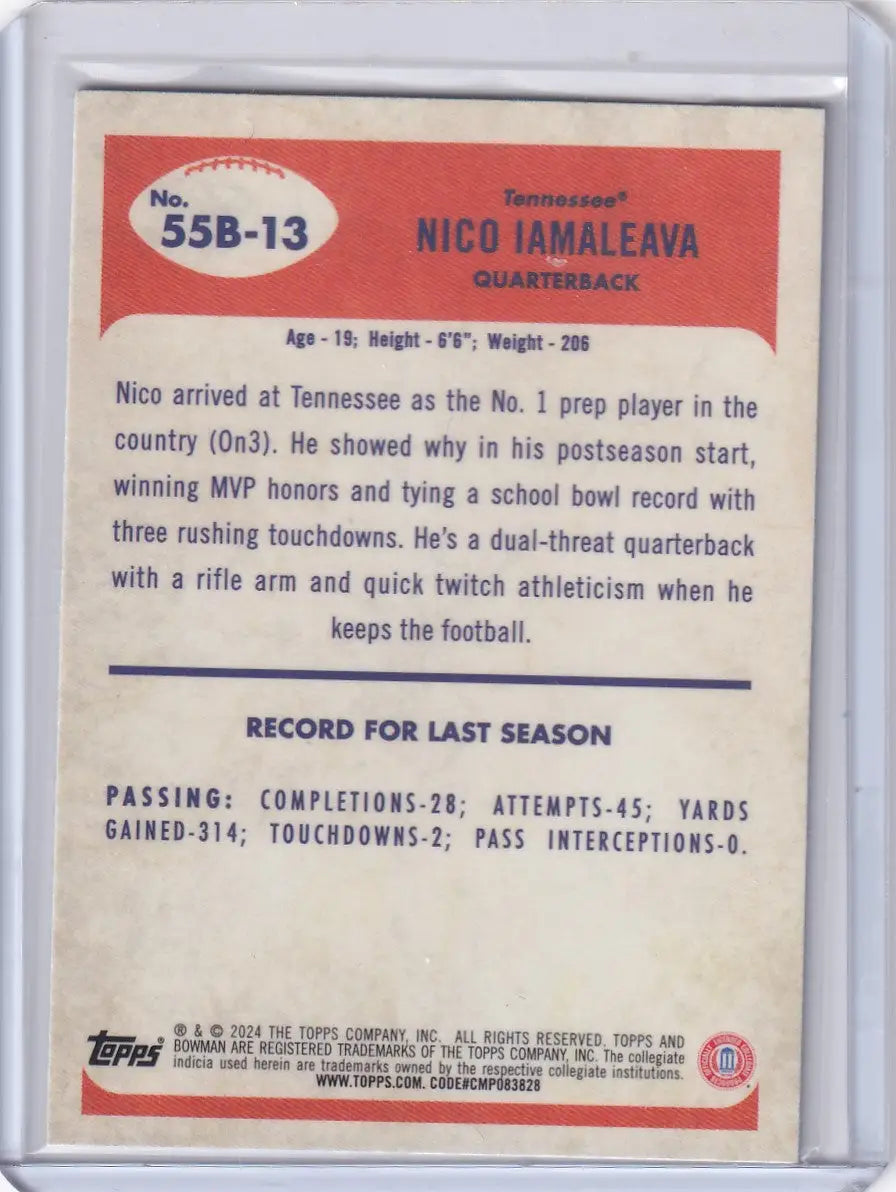 No.
55B-13
Tennessee®
NICO IAMALEAVA
QUARTERBACK
Age - 19; Height - 6'6"; Weight - 206
Nico arrived at Tennessee as the No. 1 prep player in the
country (On3). He showed why in his postseason start,
winning MVP honors and tying a school bowl record with
three rushing touchdowns. He's a dual-threat quarterback
with a rifle arm and quick twitch athleticism when he
keeps the football.
RECORD FOR LAST SEASON
PASSING: COMPLETIONS-28; ATTEMPTS-45; YARDS
GAINED-314; TOUCHDOWNS-2; PASS INTERCEPTIONS-0.
topps®
® & © 2024 THE TOPPS COMPANY, INC. ALL RIGHTS RESERVED. TOPPS AND
BOWMAN ARE REGISTERED TRADEMARKS OF THE TOPPS COMPANY, INC. The collegiate
indicia used herein are trademarks owned by the respective collegiate institutions.
WWW.TOPPS.COM. CODE#CMP083828